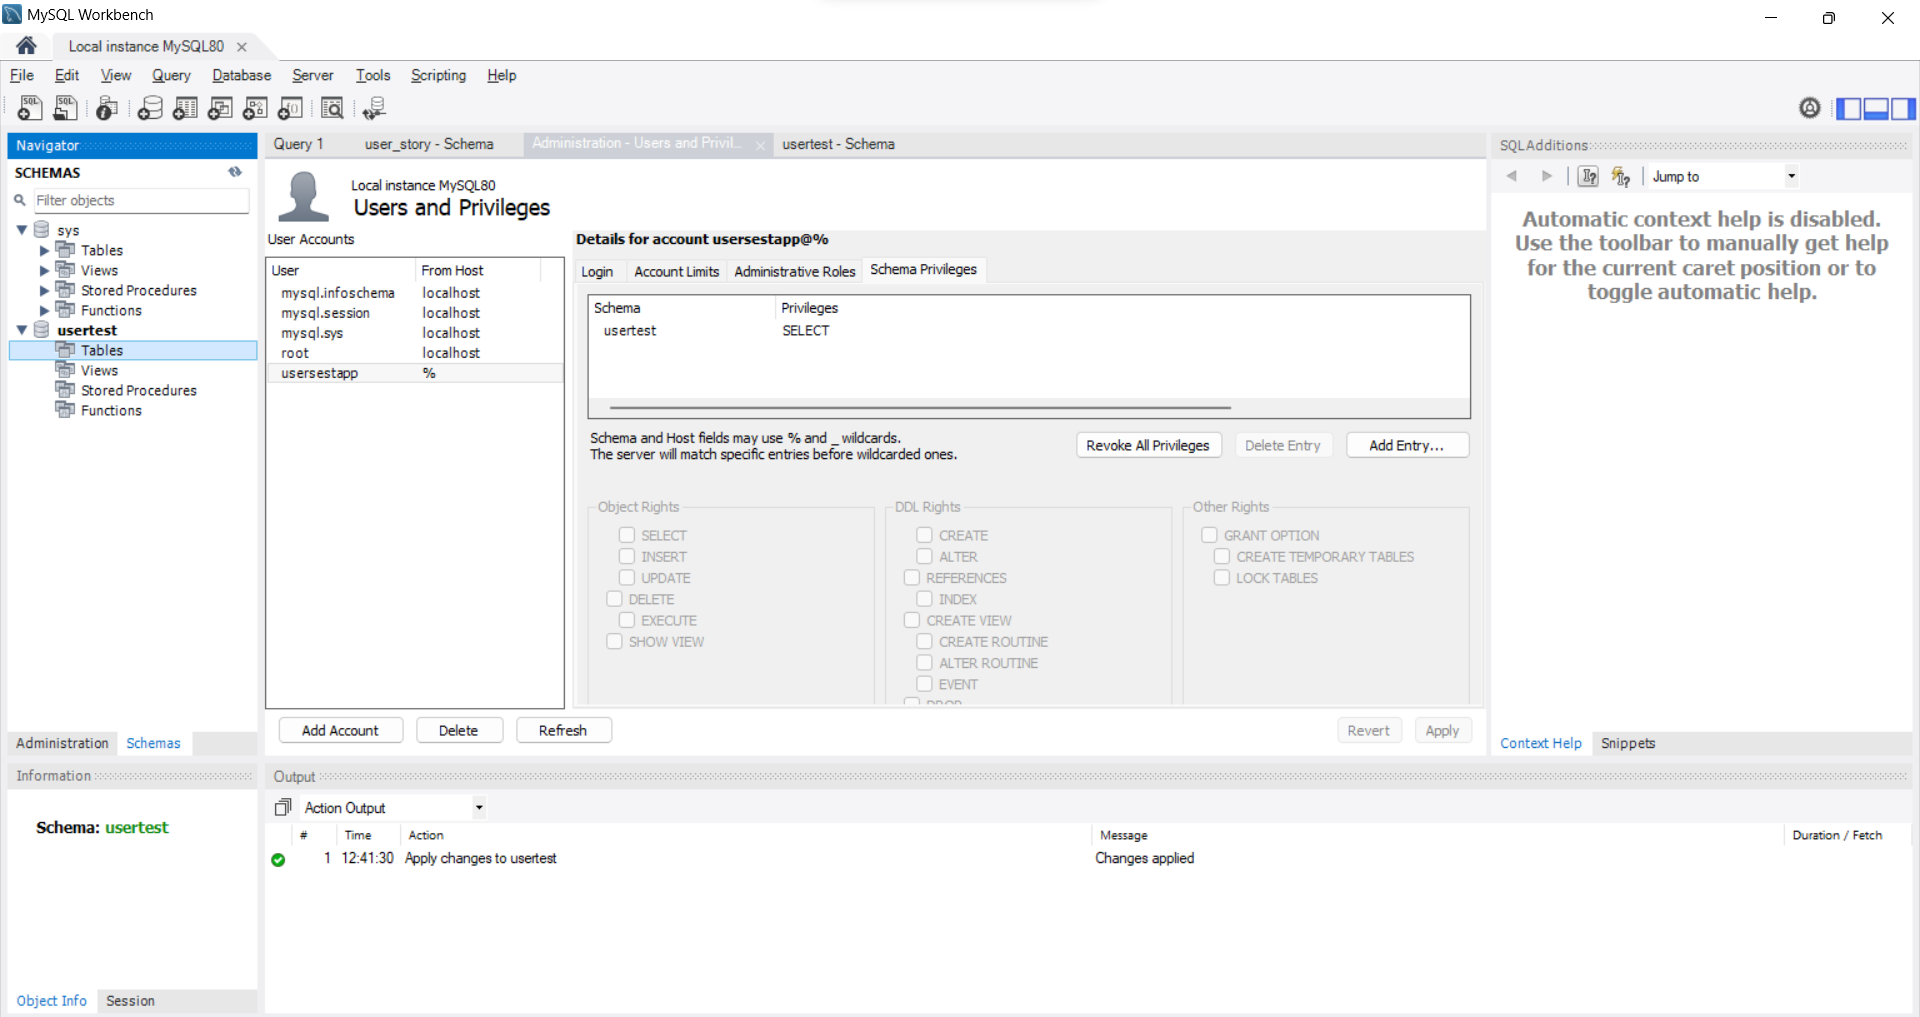 MySQL Workbench
Local instance MySQL80
File Edit View Query Database Server Tools Scripting Help
Navigator
SCHEMAS
Filter objects
sys
Tables
Views
Stored Procedures
Functions
usertest
Tables
Views
Stored Procedures
Functions
Administration Schemas
Information
Schema: usertest
Object Info Session
Query 1 user_story - Schema Administration - Users and Privil... usertest - Schema
Local instance MySQL80
Users and Privileges
User Accounts
User From Host
mysql.infoschema localhost
mysql.session localhost
mysql.sys localhost
root localhost
usersestapp %
Add Account Delete Refresh
Details for account usersestapp@%
Login Account Limits Administrative Roles Schema Privileges
Schema Privileges
usertest SELECT
Schema and Host fields may use % and _ wildcards.
The server will match specific entries before wildcarded ones.
Revoke All Privileges Delete Entry Add Entry...
Object Rights
SELECT
INSERT
UPDATE
DELETE
EXECUTE
SHOW VIEW
DDL Rights
CREATE
ALTER
REFERENCES
INDEX
CREATE VIEW
CREATE ROUTINE
ALTER ROUTINE
EVENT
DROP
Other Rights
GRANT OPTION
CREATE TEMPORARY TABLES
LOCK TABLES
Revert Apply
SQLAdditions
Jump to
Automatic context help is disabled.
Use the toolbar to manually get help
for the current caret position or to
toggle automatic help.
Context Help Snippets
Output
Action Output
# Time Action Message Duration / Fetch
1 12:41:30 Apply changes to usertest Changes applied